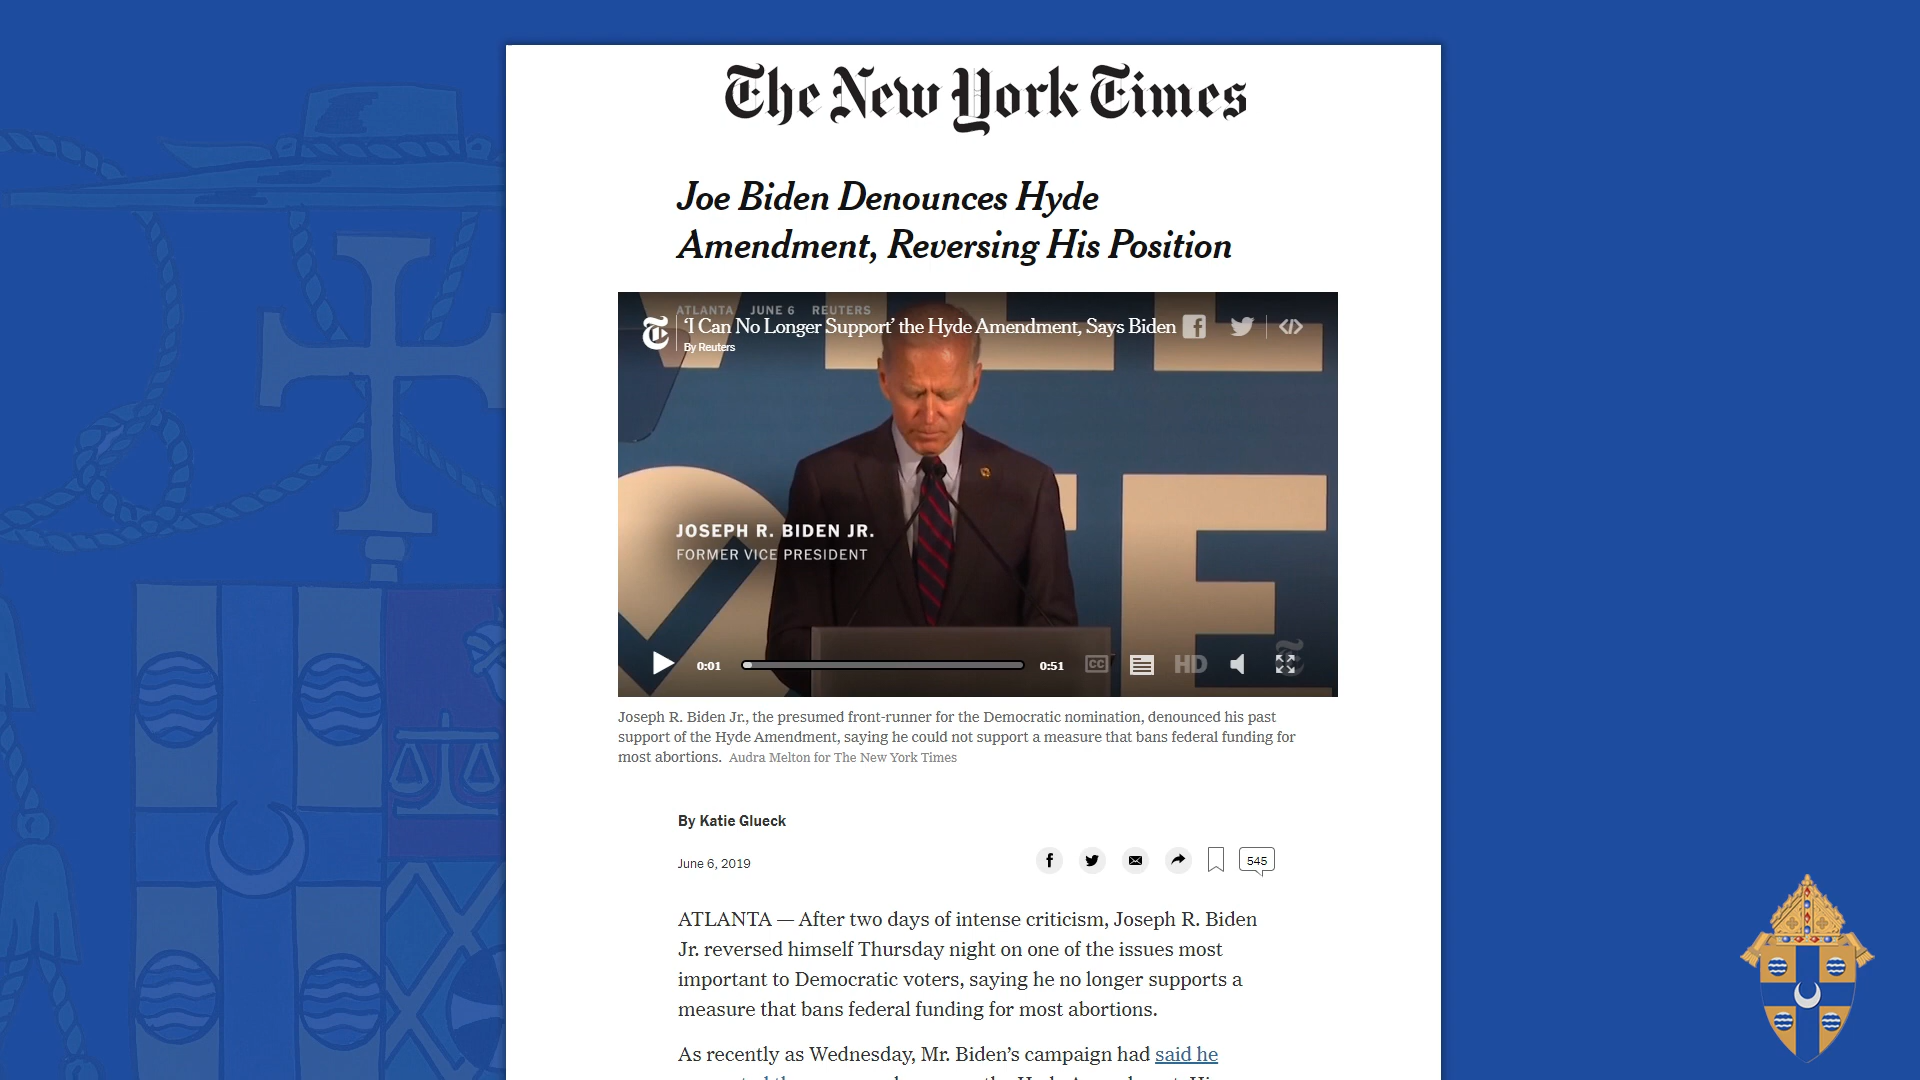 The New York Times
Joe Biden Denounces Hyde
Amendment, Reversing His Position
ATLANTA JUNE 6 REUTERS
'I Can No Longer Support' the Hyde Amendment, Says Biden
By Reuters
JOSEPH R. BIDEN JR.
FORMER VICE PRESIDENT
0:01
0:51
CC
HD
Joseph R. Biden Jr., the presumed front-runner for the Democratic nomination, denounced his past
support of the Hyde Amendment, saying he could not support a measure that bans federal funding for
most abortions. Audra Melton for The New York Times
By Katie Glueck
June 6, 2019
545
ATLANTA — After two days of intense criticism, Joseph R. Biden
Jr. reversed himself Thursday night on one of the issues most
important to Democratic voters, saying he no longer supports a
measure that bans federal funding for most abortions.
As recently as Wednesday, Mr. Biden’s campaign had said he